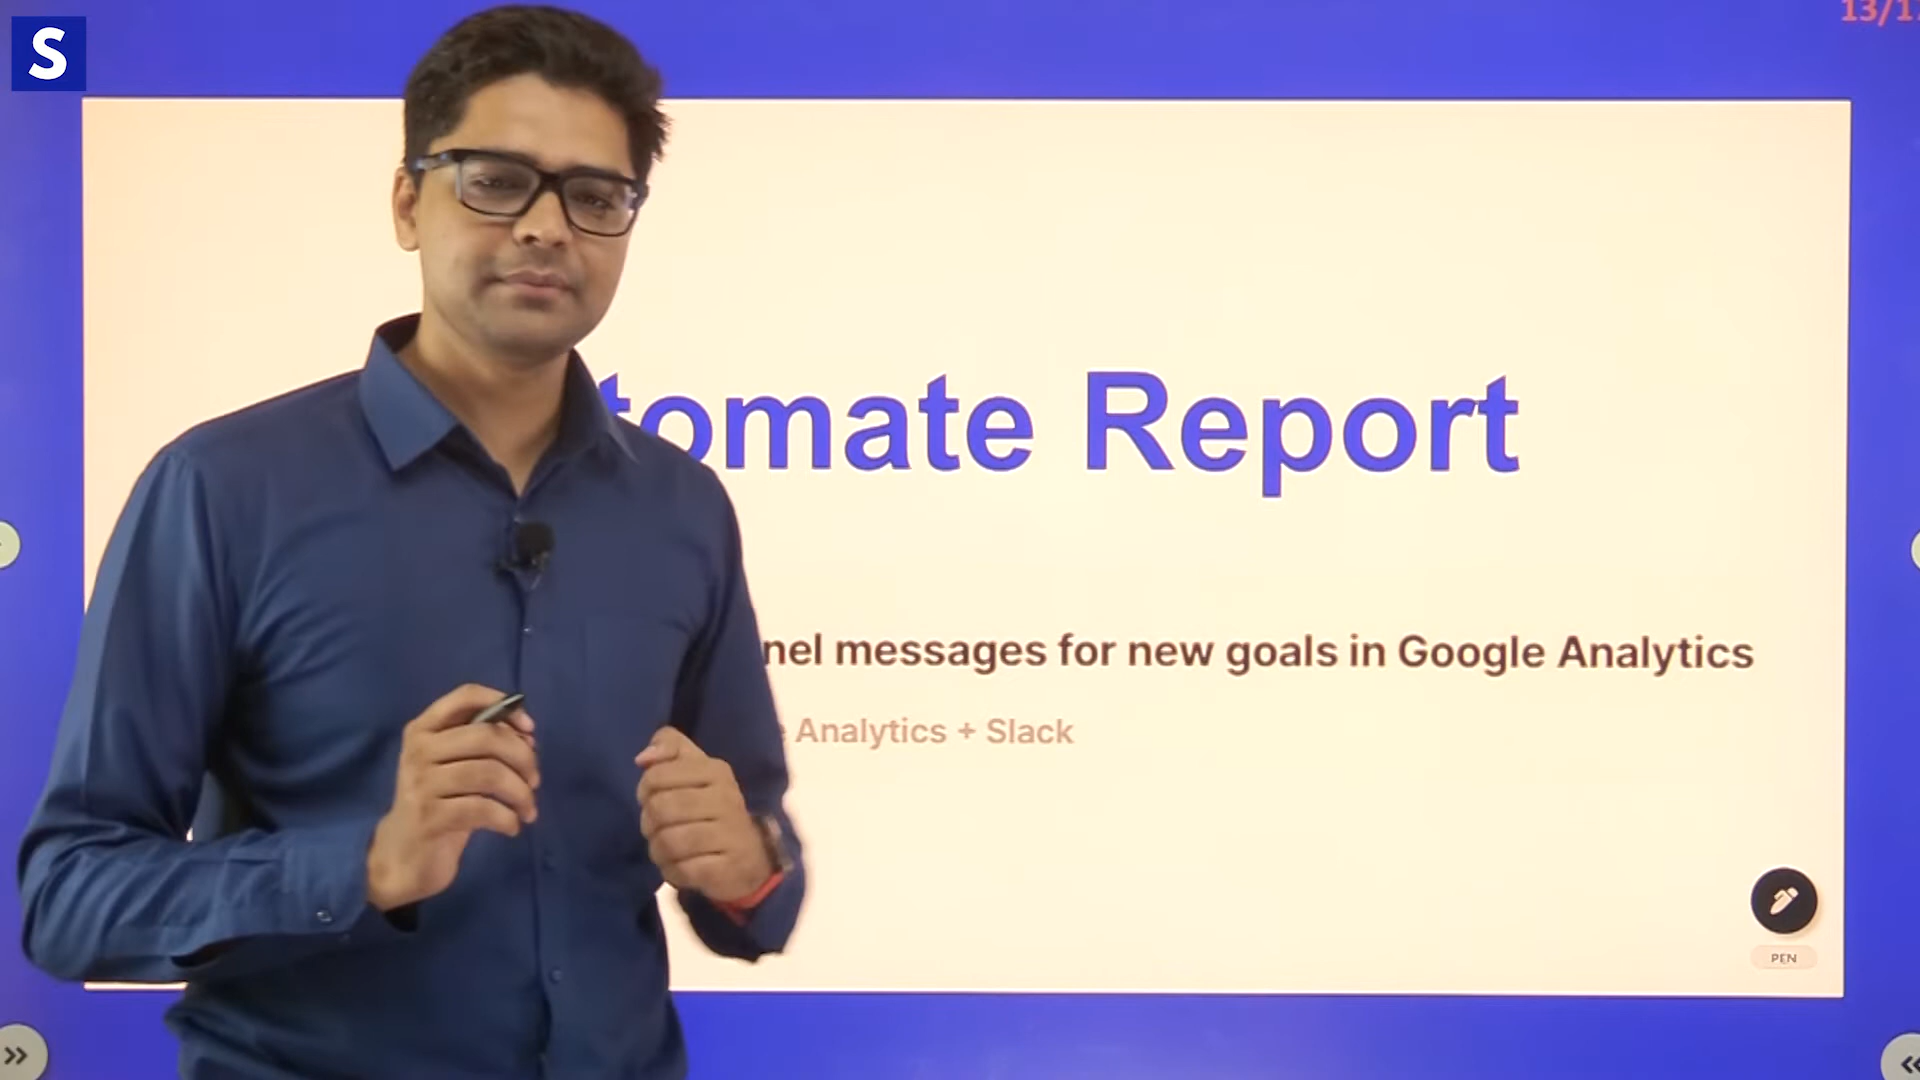 S
tomate Report
nel messages for new goals in Google Analytics
Analytics + Slack
PEN